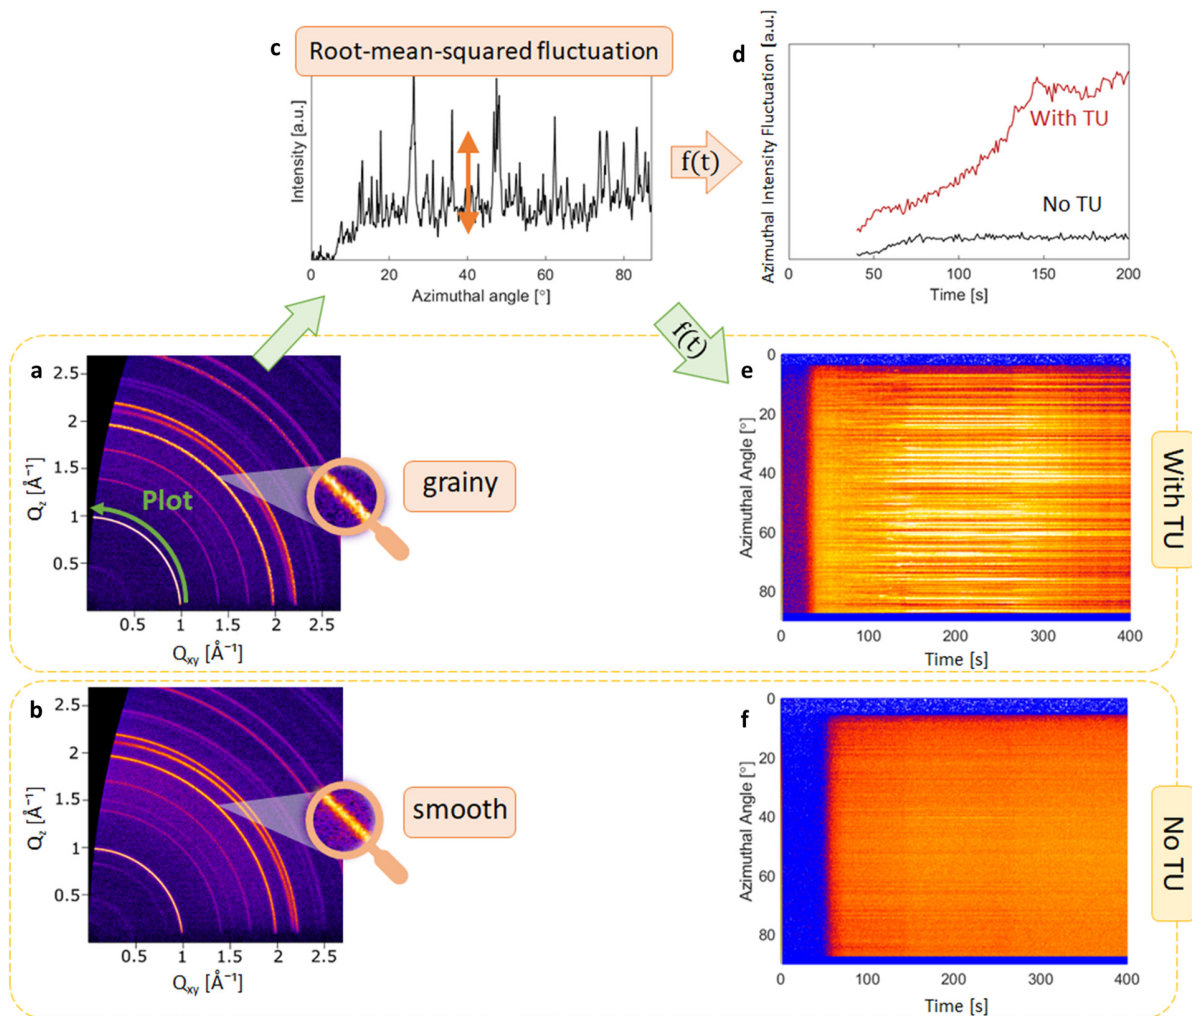 c
Root-mean-squared fluctuation
Intensity [a.u.]
0 20 40 60 80
Azimuthal angle [°]
f(t)
d
Azimuthal Intensity Fluctuation [a.u.]
With TU
No TU
0 50 100 150 200
Time [s]
f(t)
a
2.5
2
1.5
1
0.5
Qz [Å⁻¹]
Plot
0.5 1 1.5 2 2.5
Qxy [Å⁻¹]
grainy
e
0
20
40
60
80
Azimuthal Angle [°]
0 100 200 300 400
Time [s]
With TU
b
2.5
2
1.5
1
0.5
Qz [Å⁻¹]
0.5 1 1.5 2 2.5
Qxy [Å⁻¹]
smooth
f
0
20
40
60
80
Azimuthal Angle [°]
0 100 200 300 400
Time [s]
No TU